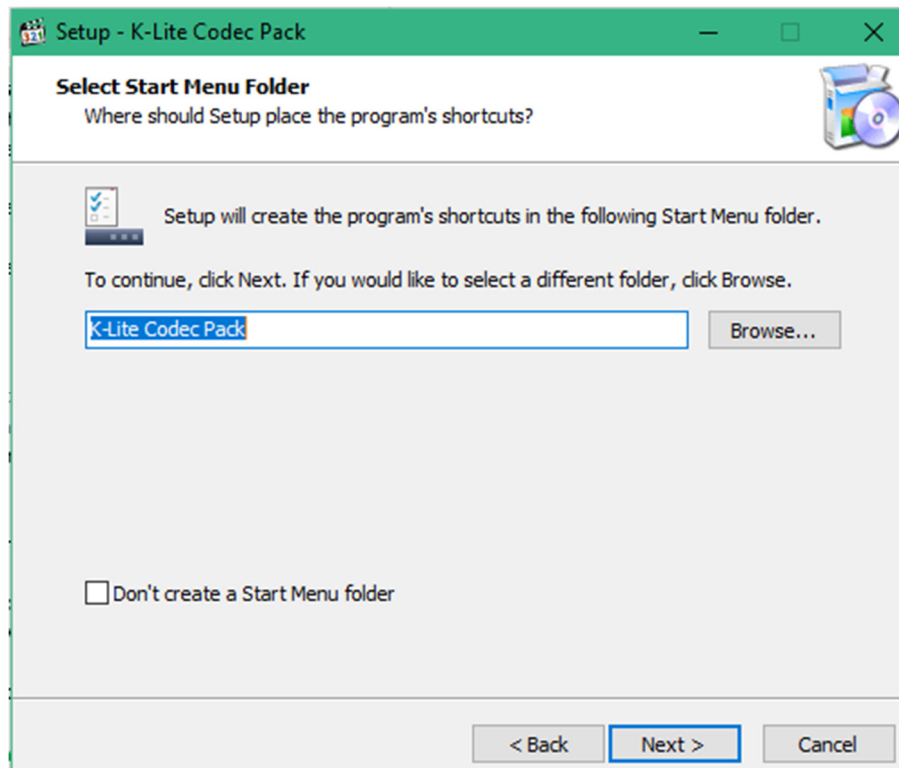 Setup - K-Lite Codec Pack
Select Start Menu Folder
Where should Setup place the program's shortcuts?
Setup will create the program's shortcuts in the following Start Menu folder.
To continue, click Next. If you would like to select a different folder, click Browse.
K-Lite Codec Pack
Browse...
Don't create a Start Menu folder
< Back
Next >
Cancel